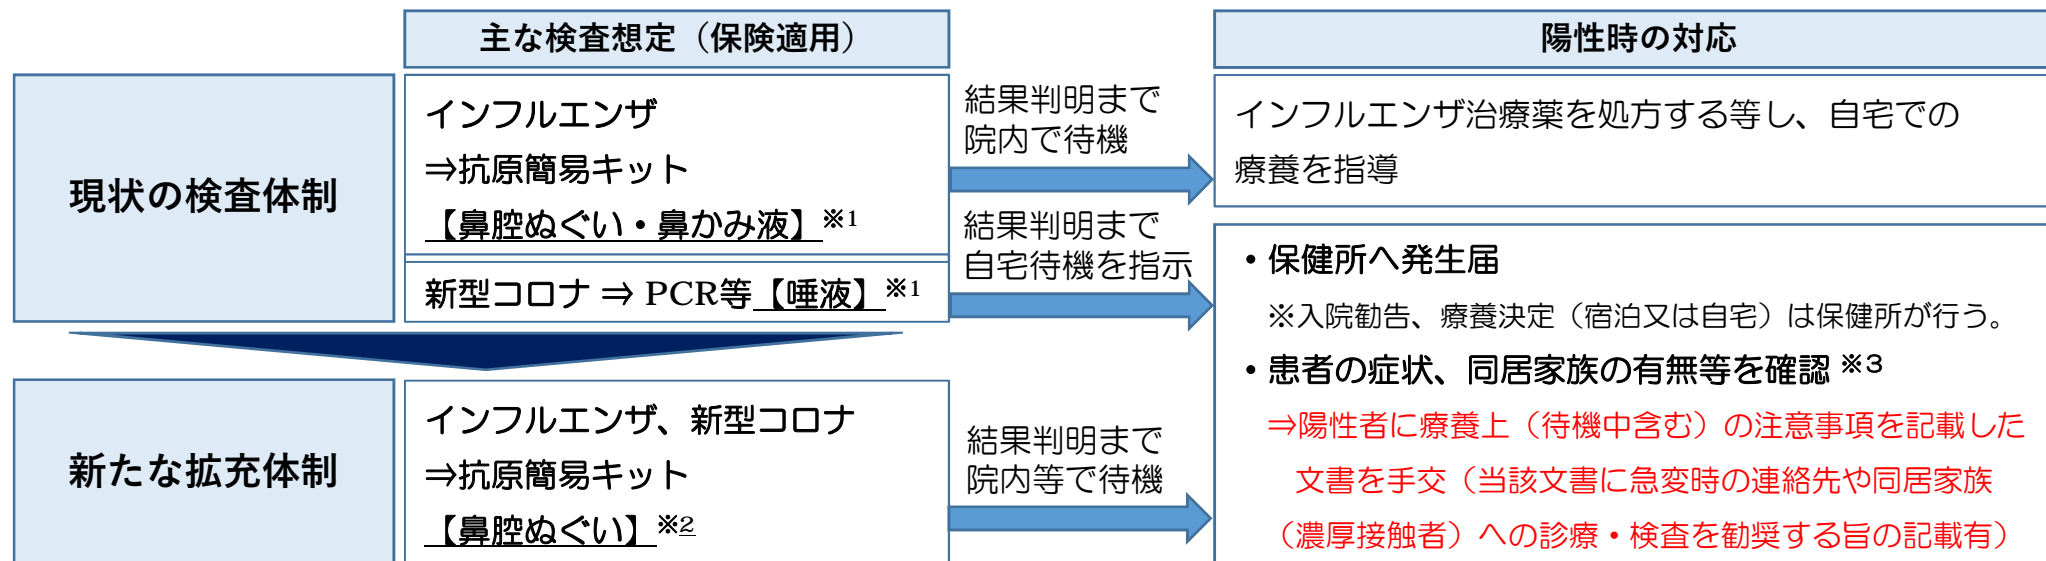 主な検査想定（保険適用）
陽性時の対応
現状の検査体制
インフルエンザ
⇒抗原簡易キット
【鼻腔ぬぐい・鼻かみ液】※1
新型コロナ ⇒ PCR等【唾液】※1
結果判明まで
院内で待機
結果判明まで
自宅待機を指示
インフルエンザ治療薬を処方する等し、自宅での
療養を指導
・保健所へ発生届
※入院勧告、療養決定（宿泊又は自宅）は保健所が行う。
・患者の症状、同居家族の有無等を確認 ※3
⇒陽性者に療養上（待機中含む）の注意事項を記載した
文書を手交（当該文書に急変時の連絡先や同居家族
（濃厚接触者）への診療・検査を勧奨する旨の記載有）
新たな拡充体制
インフルエンザ、新型コロナ
⇒抗原簡易キット
【鼻腔ぬぐい】※2
結果判明まで
院内等で待機